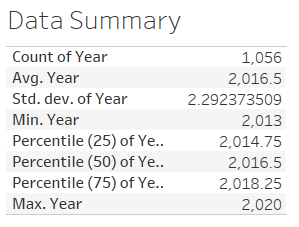 Data Summary
Count of Year 1,056
Avg. Year 2,016.5
Std. dev. of Year 2.292373509
Min. Year 2,013
Percentile (25) of Ye.. 2,014.75
Percentile (50) of Ye.. 2,016.5
Percentile (75) of Ye.. 2,018.25
Max. Year 2,020